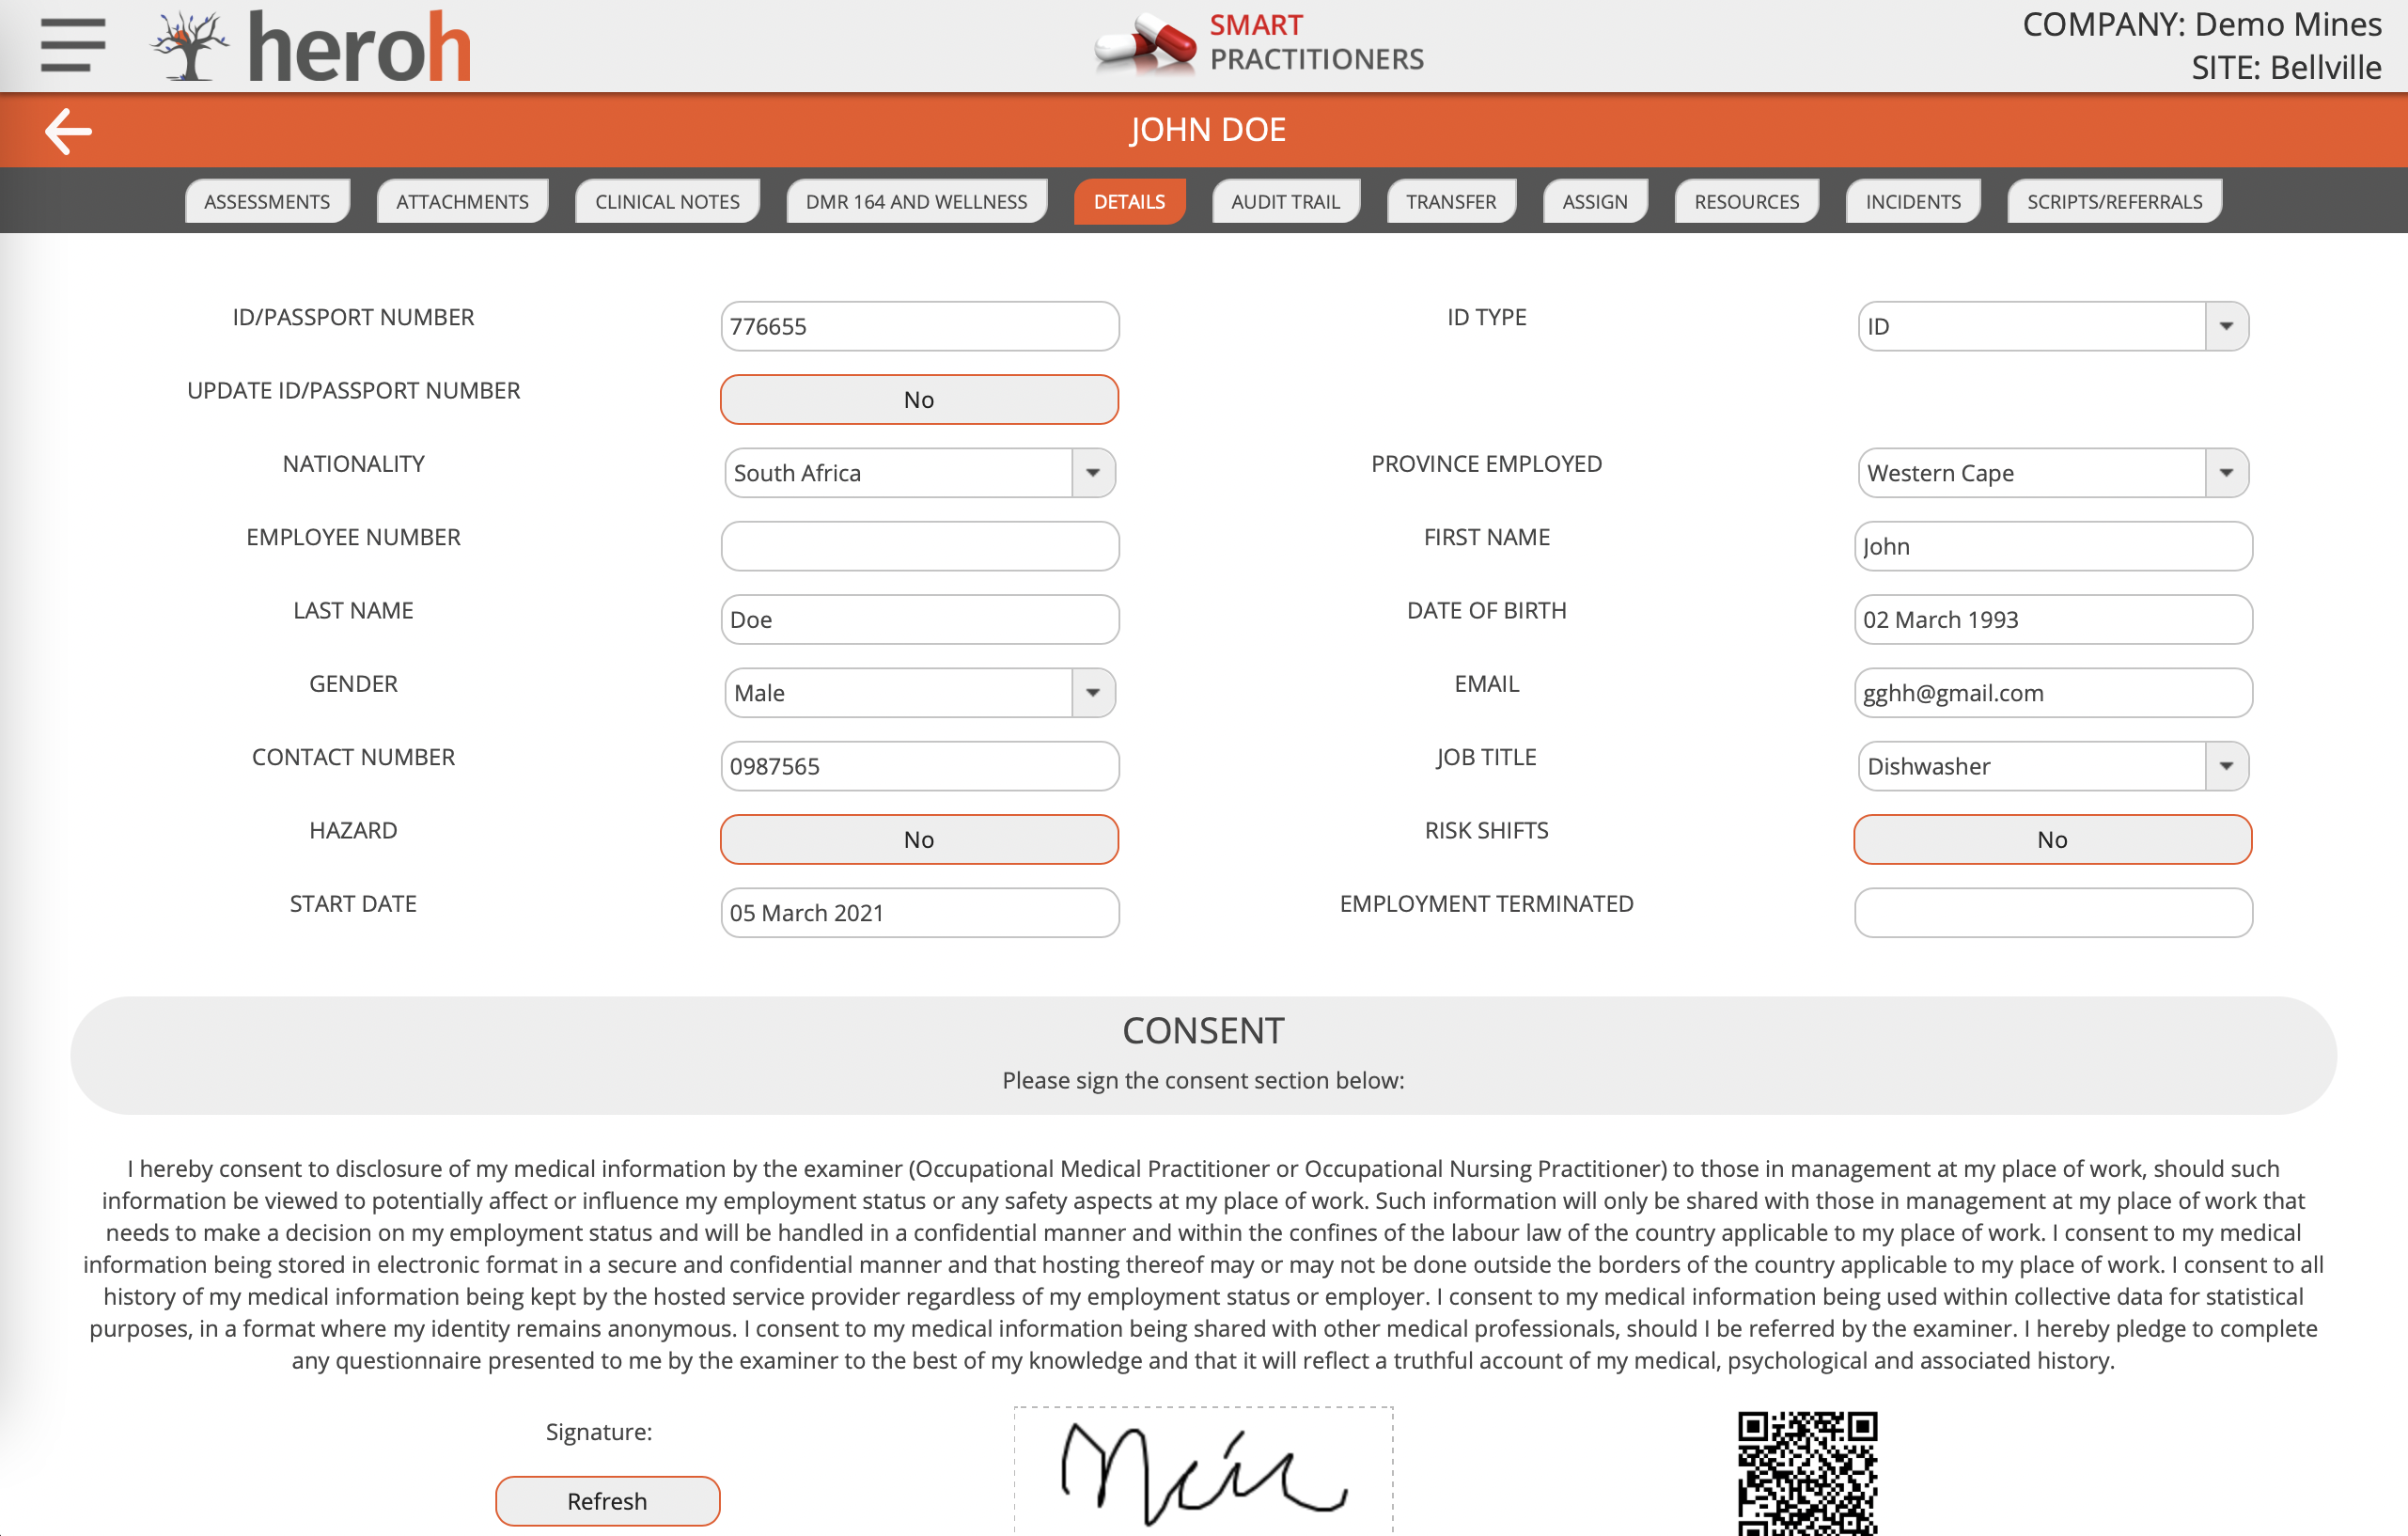 heroh
SMART
PRACTITIONERS
COMPANY: Demo Mines
SITE: Bellville
JOHN DOE
ASSESSMENTS ATTACHMENTS CLINICAL NOTES DMR 164 AND WELLNESS DETAILS AUDIT TRAIL TRANSFER ASSIGN RESOURCES INCIDENTS SCRIPTS/REFERRALS
ID/PASSPORT NUMBER 776655 ID TYPE ID
UPDATE ID/PASSPORT NUMBER No
NATIONALITY South Africa PROVINCE EMPLOYED Western Cape
EMPLOYEE NUMBER FIRST NAME John
LAST NAME Doe DATE OF BIRTH 02 March 1993
GENDER Male EMAIL gghh@gmail.com
CONTACT NUMBER 0987565 JOB TITLE Dishwasher
HAZARD No RISK SHIFTS No
START DATE 05 March 2021 EMPLOYMENT TERMINATED
CONSENT
Please sign the consent section below:
I hereby consent to disclosure of my medical information by the examiner (Occupational Medical Practitioner or Occupational Nursing Practitioner) to those in management at my place of work, should such
information be viewed to potentially affect or influence my employment status or any safety aspects at my place of work. Such information will only be shared with those in management at my place of work that
needs to make a decision on my employment status and will be handled in a confidential manner and within the confines of the labour law of the country applicable to my place of work. I consent to my medical
information being stored in electronic format in a secure and confidential manner and that hosting thereof may or may not be done outside the borders of the country applicable to my place of work. I consent to all
history of my medical information being kept by the hosted service provider regardless of my employment status or employer. I consent to my medical information being used within collective data for statistical
purposes, in a format where my identity remains anonymous. I consent to my medical information being shared with other medical professionals, should I be referred by the examiner. I hereby pledge to complete
any questionnaire presented to me by the examiner to the best of my knowledge and that it will reflect a truthful account of my medical, psychological and associated history.
Signature:
Refresh